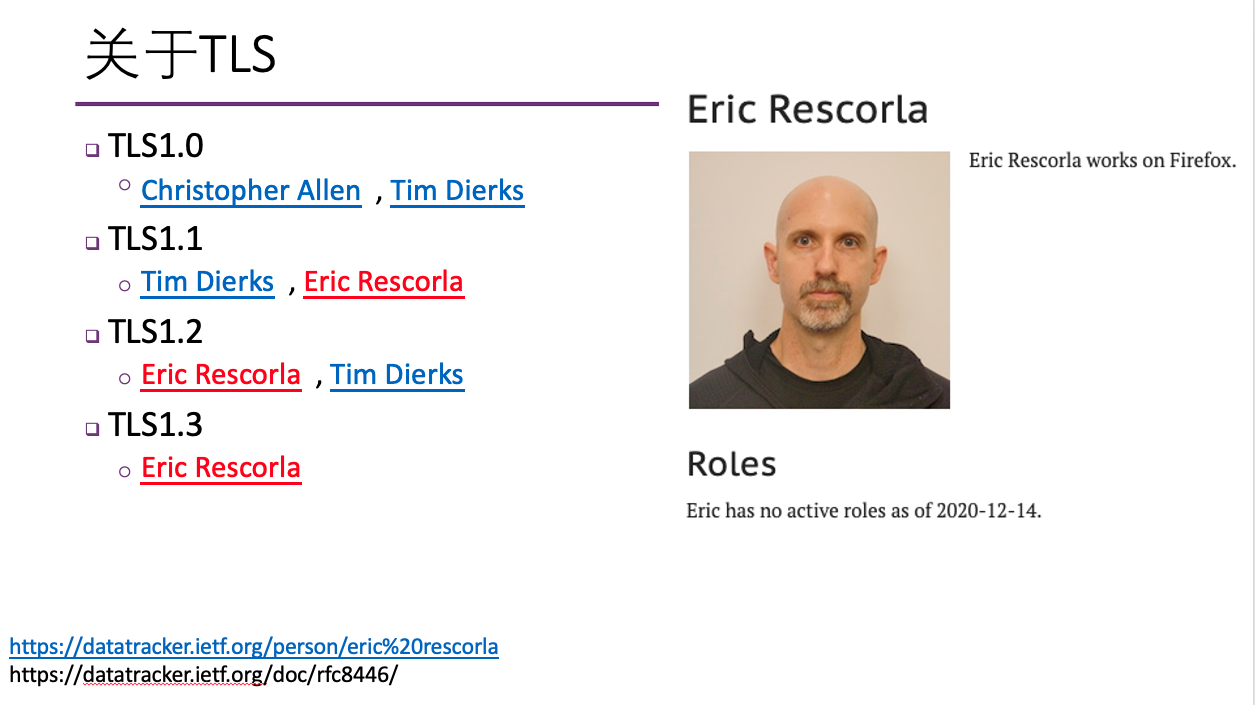 关于TLS
TLS1.0
Christopher Allen , Tim Dierks
TLS1.1
Tim Dierks , Eric Rescorla
TLS1.2
Eric Rescorla , Tim Dierks
TLS1.3
Eric Rescorla
Eric Rescorla
Eric Rescorla works on Firefox.
Roles
Eric has no active roles as of 2020-12-14.
https://datatracker.ietf.org/person/eric%20rescorla
https://datatracker.ietf.org/doc/rfc8446/